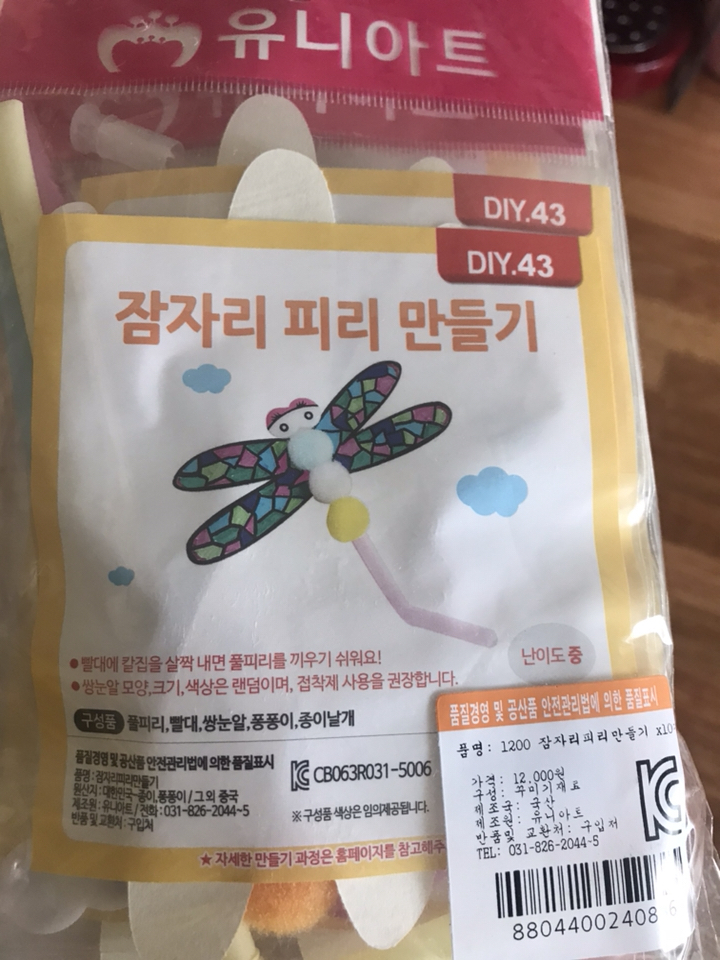 유니아트
DIY.43
DIY.43
잠자리 피리 만들기
난이도 중
●빨대에 칼집을 살짝 내면 풀피리를 끼우기 쉬워요!
●쌍눈알 모양,크기,색상은 랜덤이며, 접착제 사용을 권장합니다.
구성품 풀피리,빨대,쌍눈알,퐁퐁이,종이날개
품질경영 및 공산품 안전관리법에 의한 품질표시
품명 : 잠자리피리만들기
원산지 : 대한민국-종이,퐁퐁이 / 그 외 중국
제조원 : 유니아트 / 전화 : 031-826-2044~5
반품 및 교환처 : 구입처
CB063R031-5006
※ 구성품 색상은 임의제공됩니다.
★ 자세한 만들기 과정은 홈페이지를 참고해주
품질경영 및 공산품 안전관리법에 의한 품질표시
품명: 1200 잠자리피리만들기 x10
가격: 12,000원
구성: 꾸미기재료
제조국: 국산
제조원: 유니아트
반품및 교환처: 구입처
TEL: 031-826-2044-5
88044002408 6